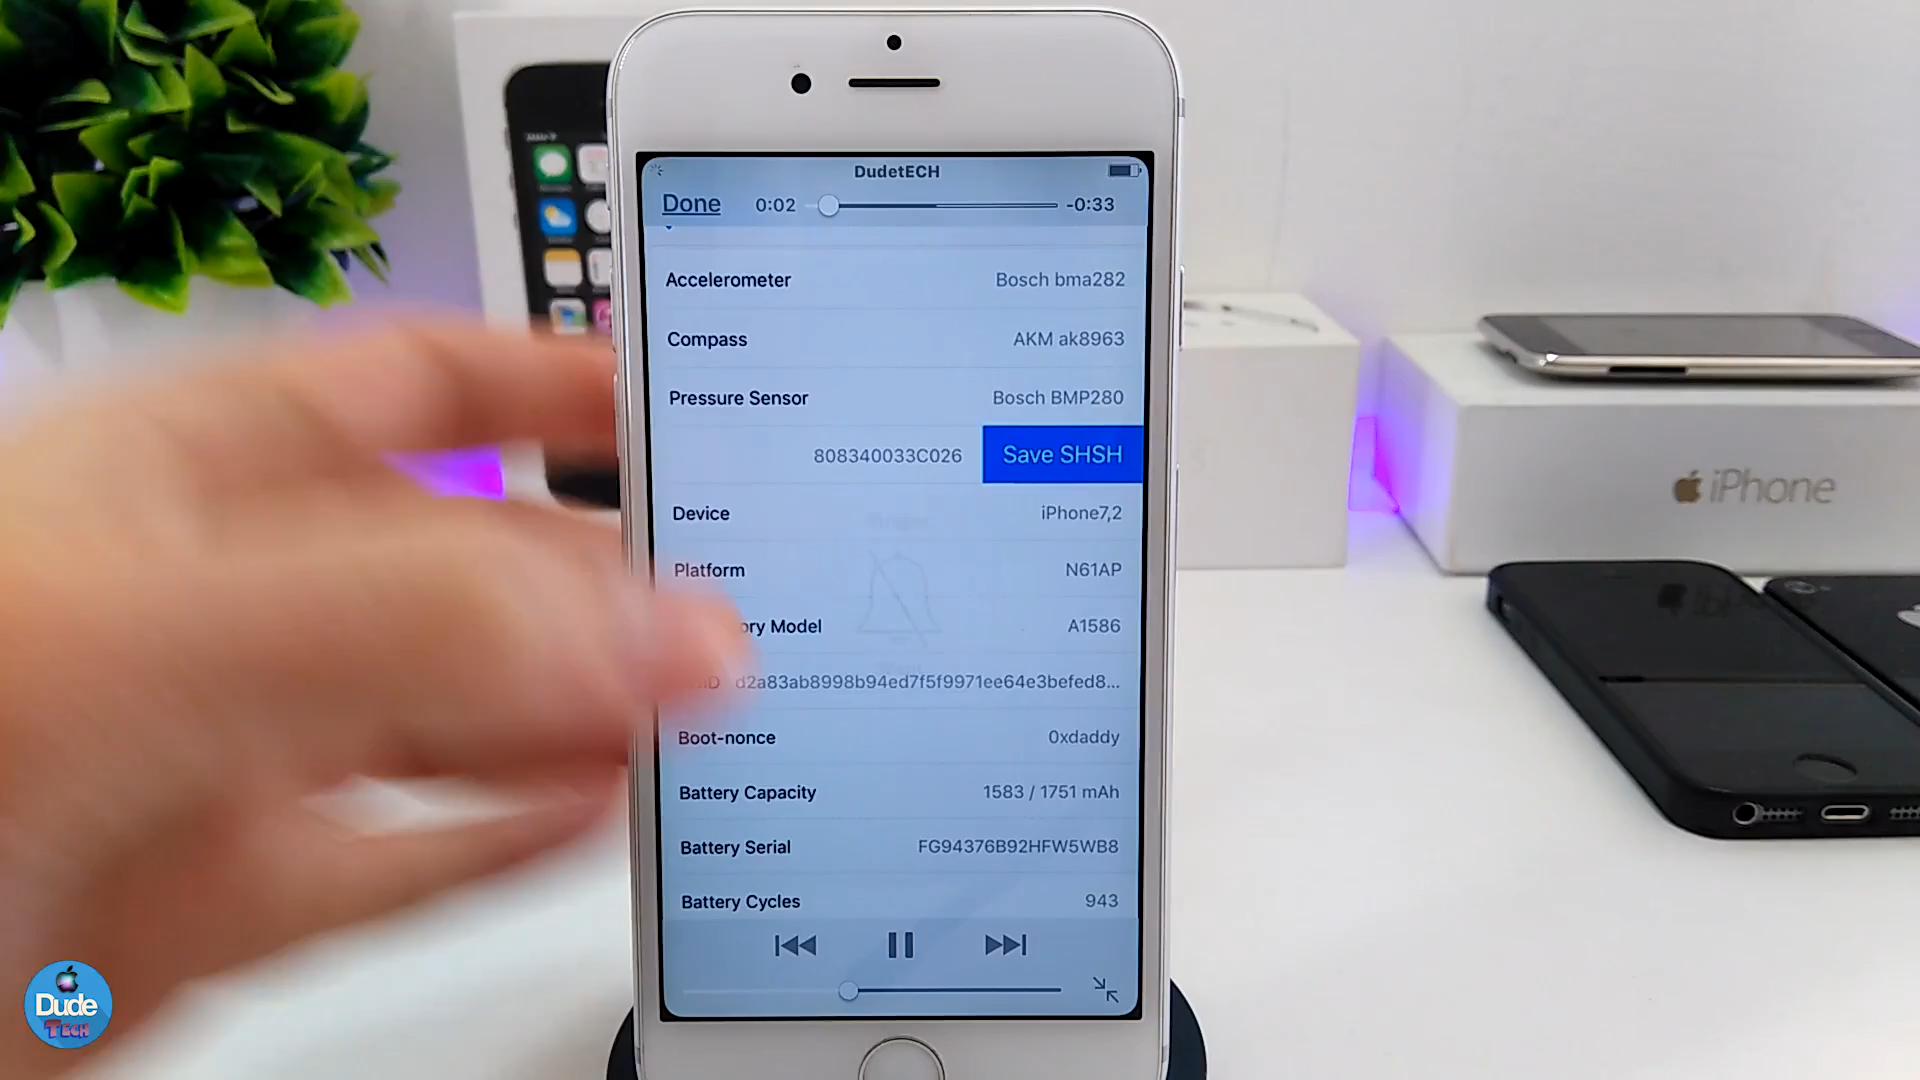 DudetECH
Done 0:02 -0:33
Accelerometer Bosch bma282
Compass AKM ak8963
Pressure Sensor Bosch BMP280
808340033C026 Save SHSH
Device iPhone7,2
Platform N61AP
ory Model A1586
d2a83ab8998b94ed7f5f9971ee64e3befed8...
Boot-nonce 0xdaddy
Battery Capacity 1583 / 1751 mAh
Battery Serial FG94376B92HFW5WB8
Battery Cycles 943
iPhone
Dude
TECH